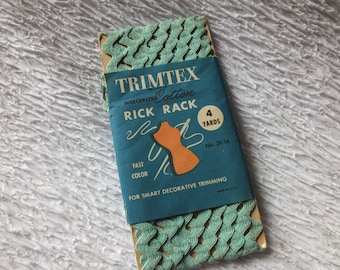 TRIMTEX
MERCERIZED Cotton
RICK RACK
4
YARDS
FAST
COLOR
FOR SMART DECORATIVE TRIMMING